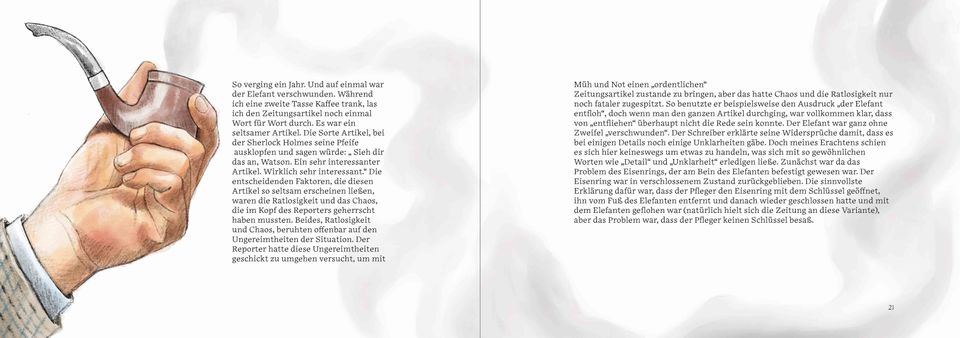 So verging ein Jahr. Und auf einmal war
der Elefant verschwunden. Während
ich eine zweite Tasse Kaffee trank, las
ich den Zeitungsartikel noch einmal
Wort für Wort durch. Es war ein
seltsamer Artikel. Die Sorte Artikel, bei
der Sherlock Holmes seine Pfeife
ausklopfen und sagen würde: „ Sieh dir
das an, Watson. Ein sehr interessanter
Artikel. Wirklich sehr interessant.“ Die
entscheidenden Faktoren, die diesen
Artikel so seltsam erscheinen ließen,
waren die Ratlosigkeit und das Chaos,
die im Kopf des Reporters geherrscht
haben mussten. Beides, Ratlosigkeit
und Chaos, beruhten offenbar auf den
Ungereimtheiten der Situation. Der
Reporter hatte diese Ungereimtheiten
geschickt zu umgehen versucht, um mit
Müh und Not einen „ordentlichen“
Zeitungsartikel zustande zu bringen, aber das hatte Chaos und die Ratlosigkeit nur
noch fataler zugespitzt. So benutzte er beispielsweise den Ausdruck „der Elefant
entfloh“, doch wenn man den ganzen Artikel durchging, war vollkommen klar, dass
von „entfliehen“ überhaupt nicht die Rede sein konnte. Der Elefant war ganz ohne
Zweifel „verschwunden“. Der Schreiber erklärte seine Widersprüche damit, dass es
bei einigen Details noch einige Unklarheiten gäbe. Doch meines Erachtens schien
es sich hier keineswegs um etwas zu handeln, was sich mit so gewöhnlichen
Worten wie „Detail“ und „Unklarheit“ erledigen ließe. Zunächst war da das
Problem des Eisenrings, der am Bein des Elefanten befestigt gewesen war. Der
Eisenring war in verschlossenem Zustand zurückgeblieben. Die sinnvollste
Erklärung dafür war, dass der Pfleger den Eisenring mit dem Schlüssel geöffnet,
ihn vom Fuß des Elefanten entfernt und danach wieder geschlossen hatte und mit
dem Elefanten geflohen war (natürlich hielt sich die Zeitung an diese Variante),
aber das Problem war, dass der Pfleger keinen Schlüssel besaß.
21